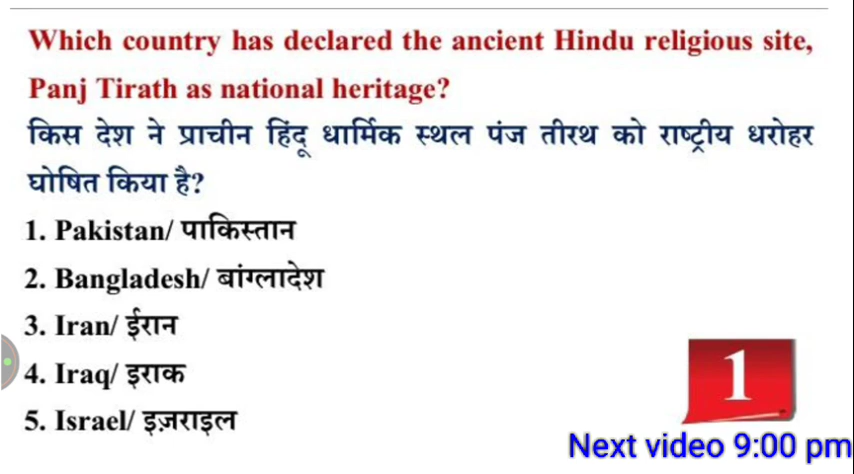 Which country has declared the ancient Hindu religious site,
Panj Tirath as national heritage?
किस देश ने प्राचीन हिंदू धार्मिक स्थल पंज तीरथ को राष्ट्रीय धरोहर
घोषित किया है?
1. Pakistan/ पाकिस्तान
2. Bangladesh/ बांग्लादेश
3. Iran/ ईरान
4. Iraq/ इराक
5. Israel/ इज़राइल
1
Next video 9:00 pm